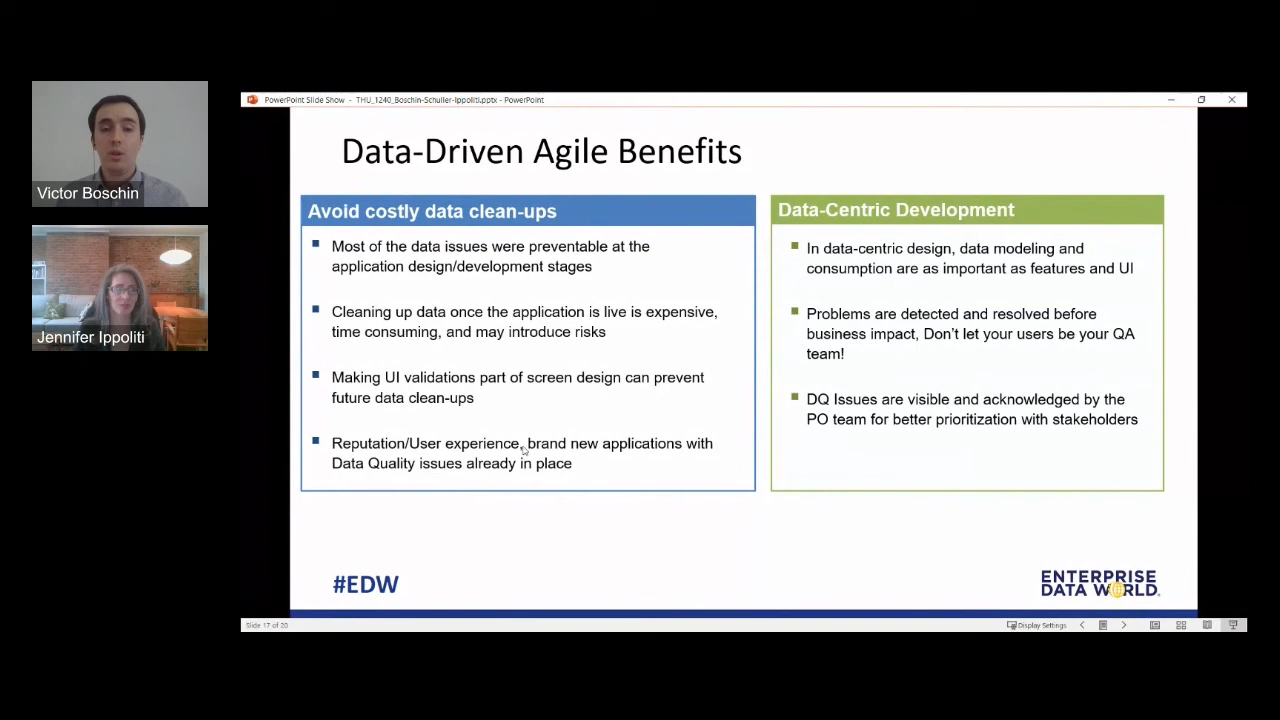 PowerPoint Slide Show - THU_1240_Boschin-Schuller-Ippoliti.pptx - PowerPoint
Victor Boschin
Jennifer Ippoliti
Data-Driven Agile Benefits
Avoid costly data clean-ups
Most of the data issues were preventable at the
application design/development stages
Cleaning up data once the application is live is expensive,
time consuming, and may introduce risks
Making UI validations part of screen design can prevent
future data clean-ups
Reputation/User experience, brand new applications with
Data Quality issues already in place
Data-Centric Development
In data-centric design, data modeling and
consumption are as important as features and UI
Problems are detected and resolved before
business impact, Don't let your users be your QA
team!
DQ Issues are visible and acknowledged by the
PO team for better prioritization with stakeholders
#EDW
ENTERPRISE
DATA WORLD
Slide 17 of 20
Display Settings